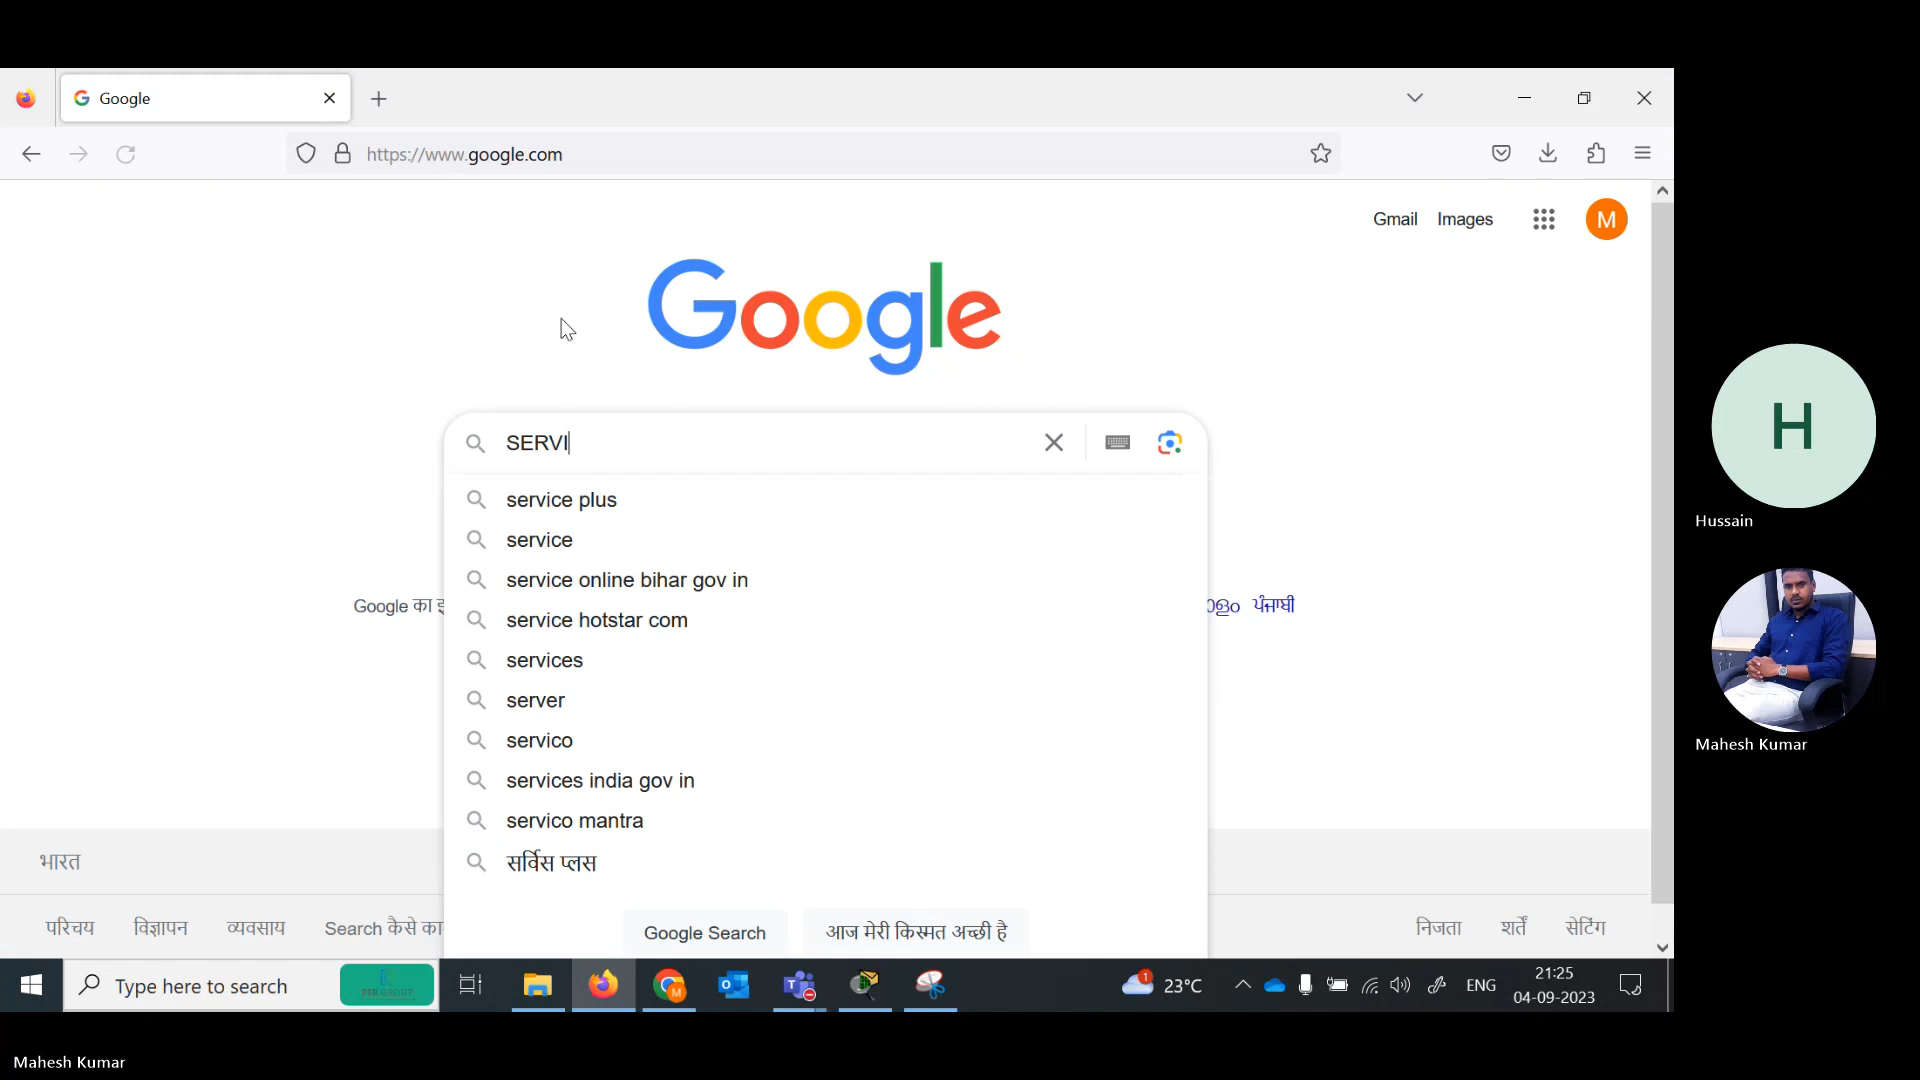 Google
https://www.google.com
Gmail Images
M
Google
SERVI
service plus
service
service online bihar gov in
service hotstar com
services
server
servico
services india gov in
servico mantra
सर्विस प्लस
Google का
ਪੰਜਾਬੀ
Google Search
आज मेरी किस्मत अच्छी है
भारत
परिचय विज्ञापन व्यवसाय Search कैसे का
निजता शर्तें सेटिंग
Type here to search
PSB GROUP
1
23°C
ENG
21:25
04-09-2023
H
Hussain
Mahesh Kumar
Mahesh Kumar